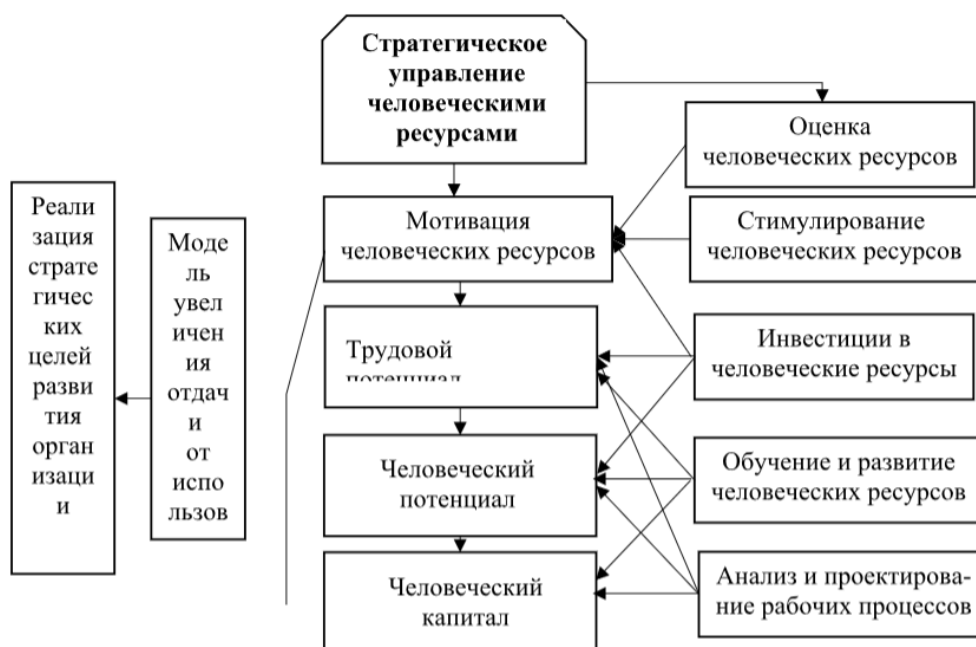 Стратегическое
управление
человеческими
ресурсами
Оценка
человеческих ресурсов
Мотивация
человеческих ресурсов
Стимулирование
человеческих ресурсов
Реали
зация
страте
гичес
ких
целей
разви
тия
орган
изаци
и
Моде
ль
увел
ичен
ия
отдач
и
от
испо
льзов
Трудовой
потенциал
Инвестиции в
человеческие ресурсы
Человеческий
потенциал
Обучение и развитие
человеческих ресурсов
Человеческий
капитал
Анализ и проектирова-
ние рабочих процессов